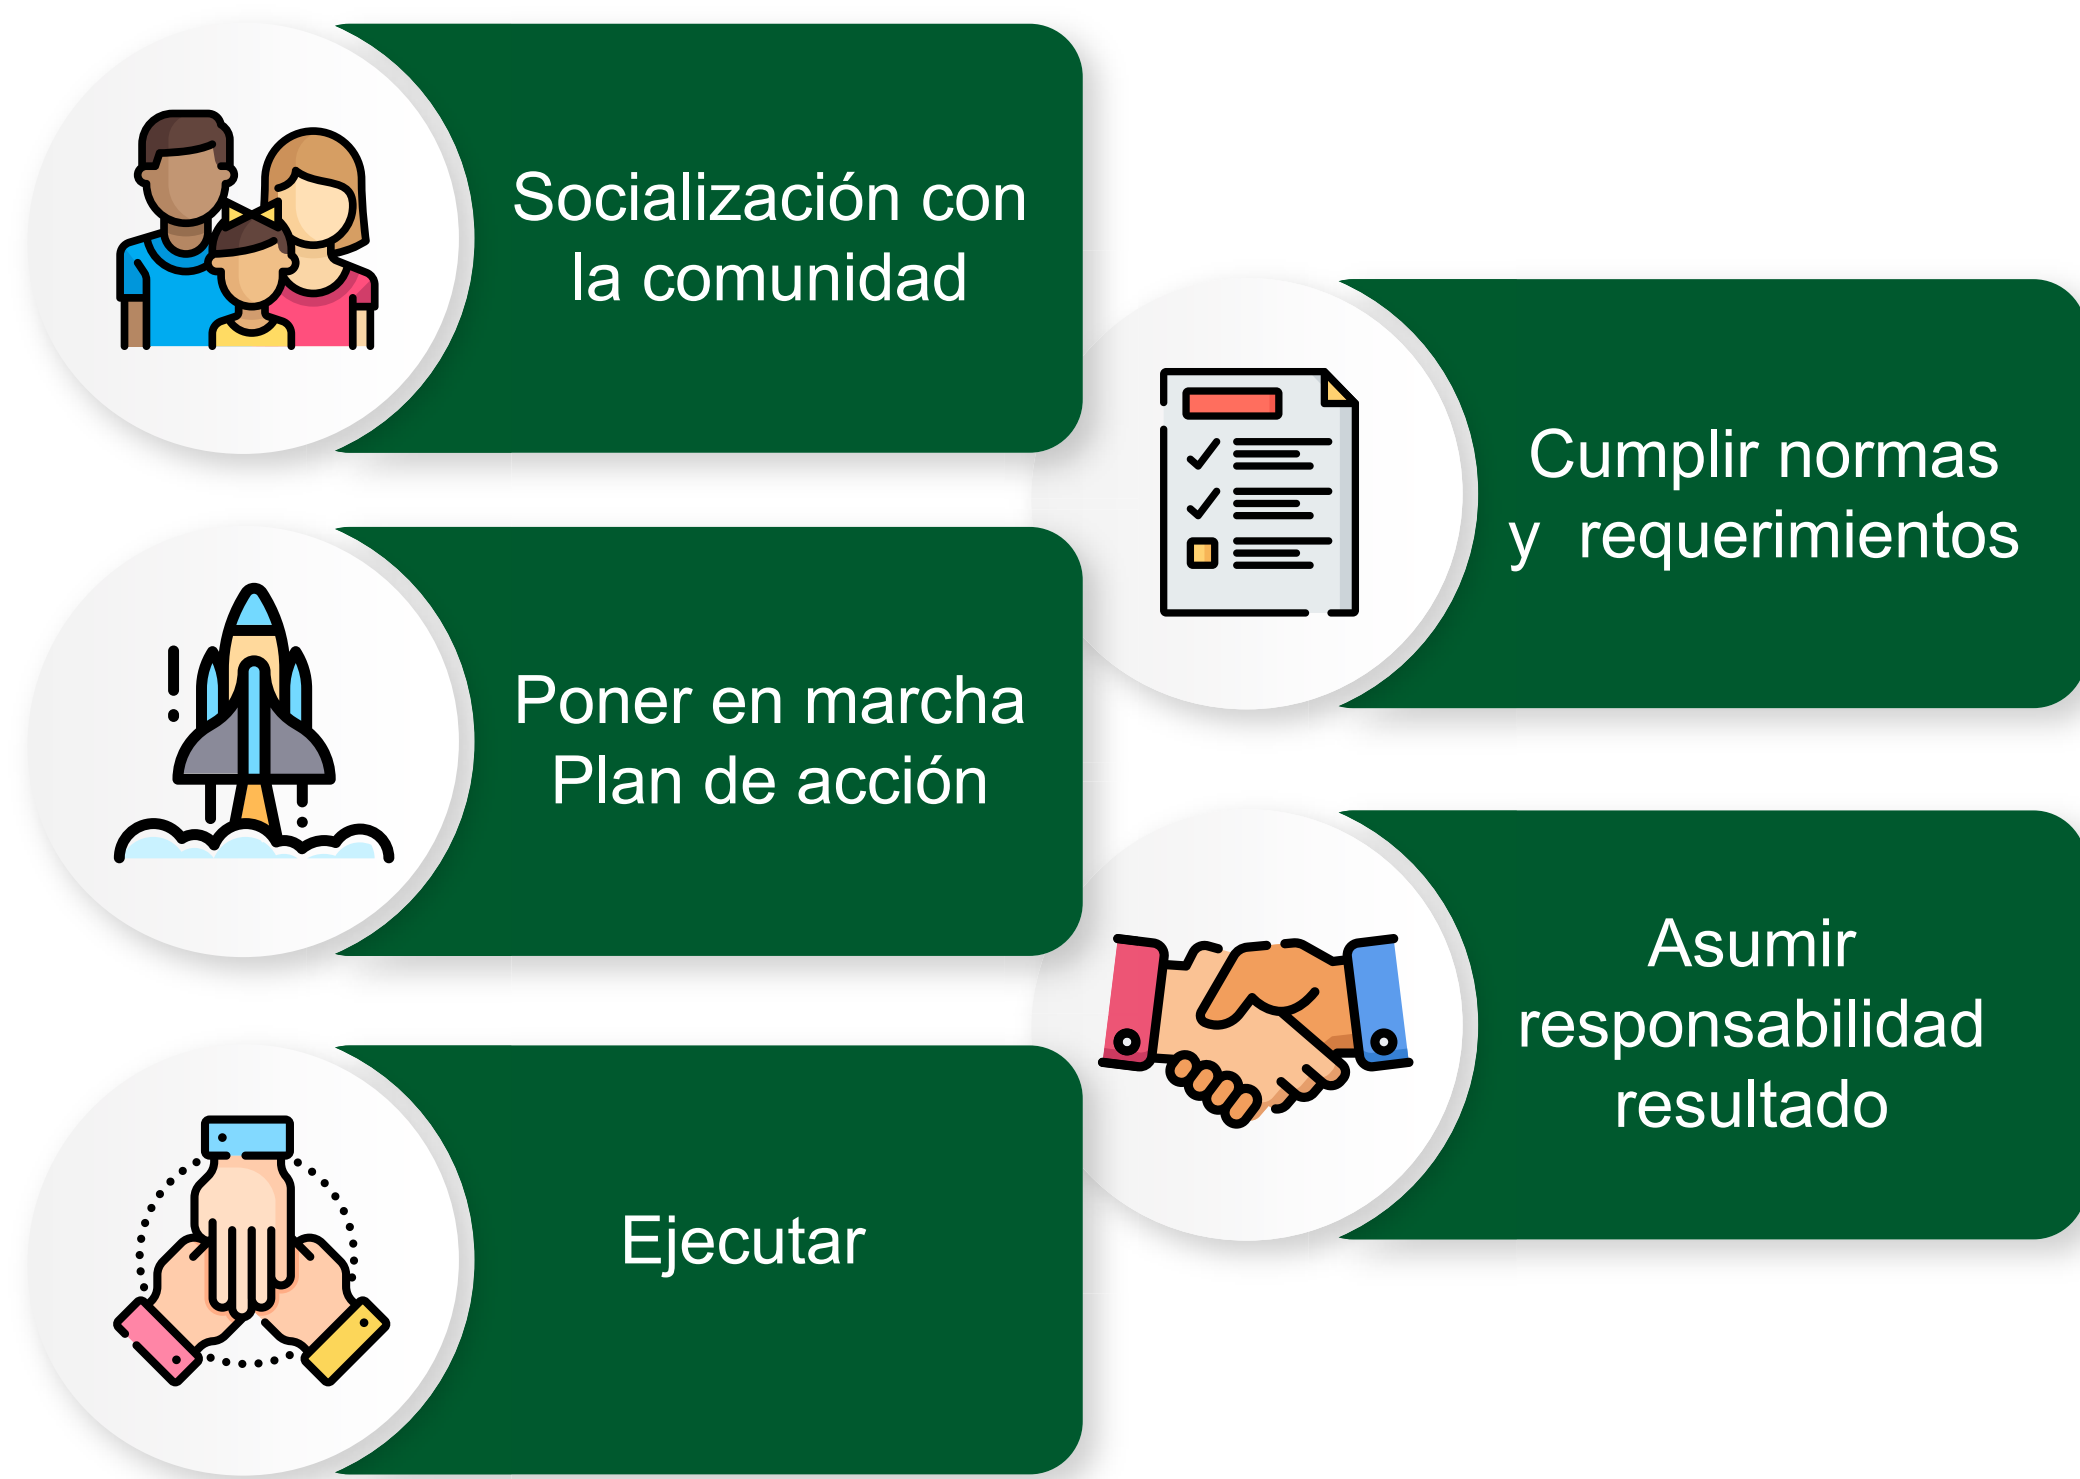 Socialización con
la comunidad
Cumplir normas
y  requerimientos
Poner en marcha
Plan de acción
Asumir
responsabilidad
resultado
Ejecutar